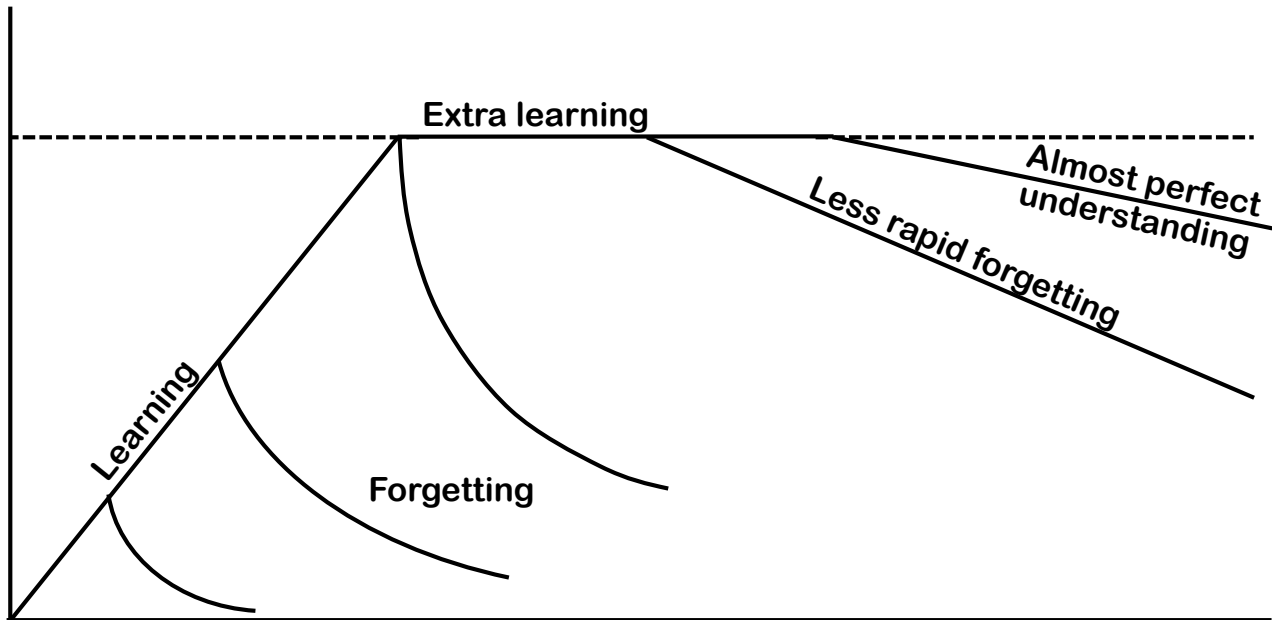 Extra learning
Almost perfect
understanding
Less rapid forgetting
Learning
Forgetting